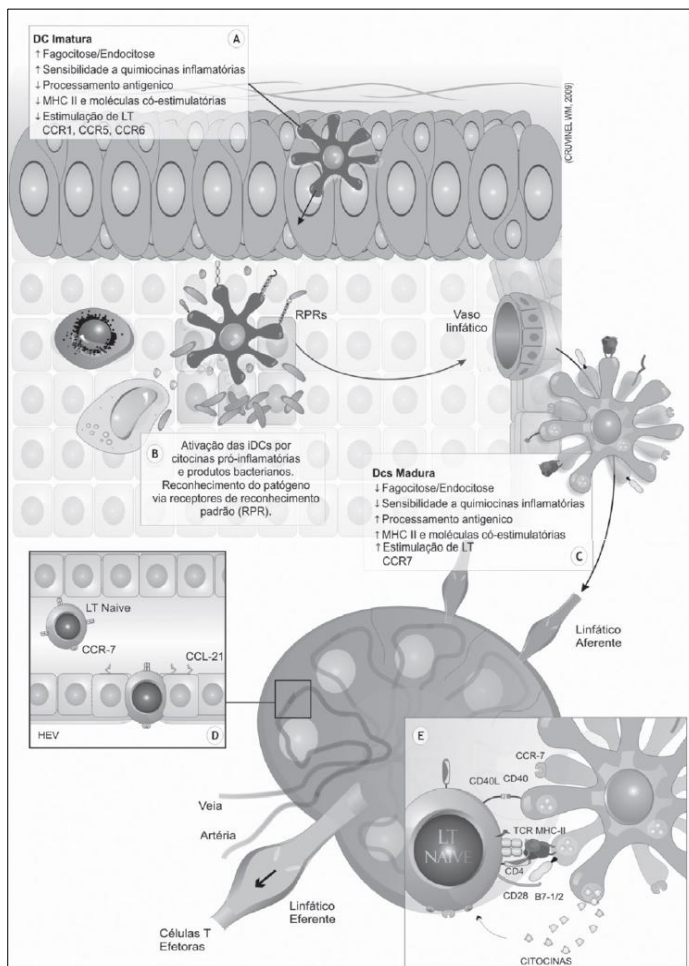 DC Imatura
A
↑ Fagocitose/Endocitose
↑ Sensibilidade a quimiocinas inflamatórias
↓ Processamento antigenico
↓ MHC II e moléculas có-estimulatórias
↓ Estimulação de LT
CCR1, CCR5, CCR6
(CRUVINEL WM, 2009)
RPRs
Vaso
linfático
B
Ativação das iDCs por
citocinas pró-inflamatórias
e produtos bacterianos.
Reconhecimento do patógeno
via receptores de reconhecimento
padrão (RPR).
Dcs Madura
↓ Fagocitose/Endocitose
↓ Sensibilidade a quimiocinas inflamatórias
↑ Processamento antigenico
↑ MHC II e moléculas có-estimulatórias
↑ Estimulação de LT
CCR7
C
LT Naive
CCR-7
CCL-21
HEV
D
Linfático
Aferente
Veia
Artéria
Linfático
Eferente
Células T
Efetoras
E
CCR-7
CD40L
CD40
LT
NAIVE
TCR MHC-II
CD4
CD28
B7-1/2
CITOCINAS